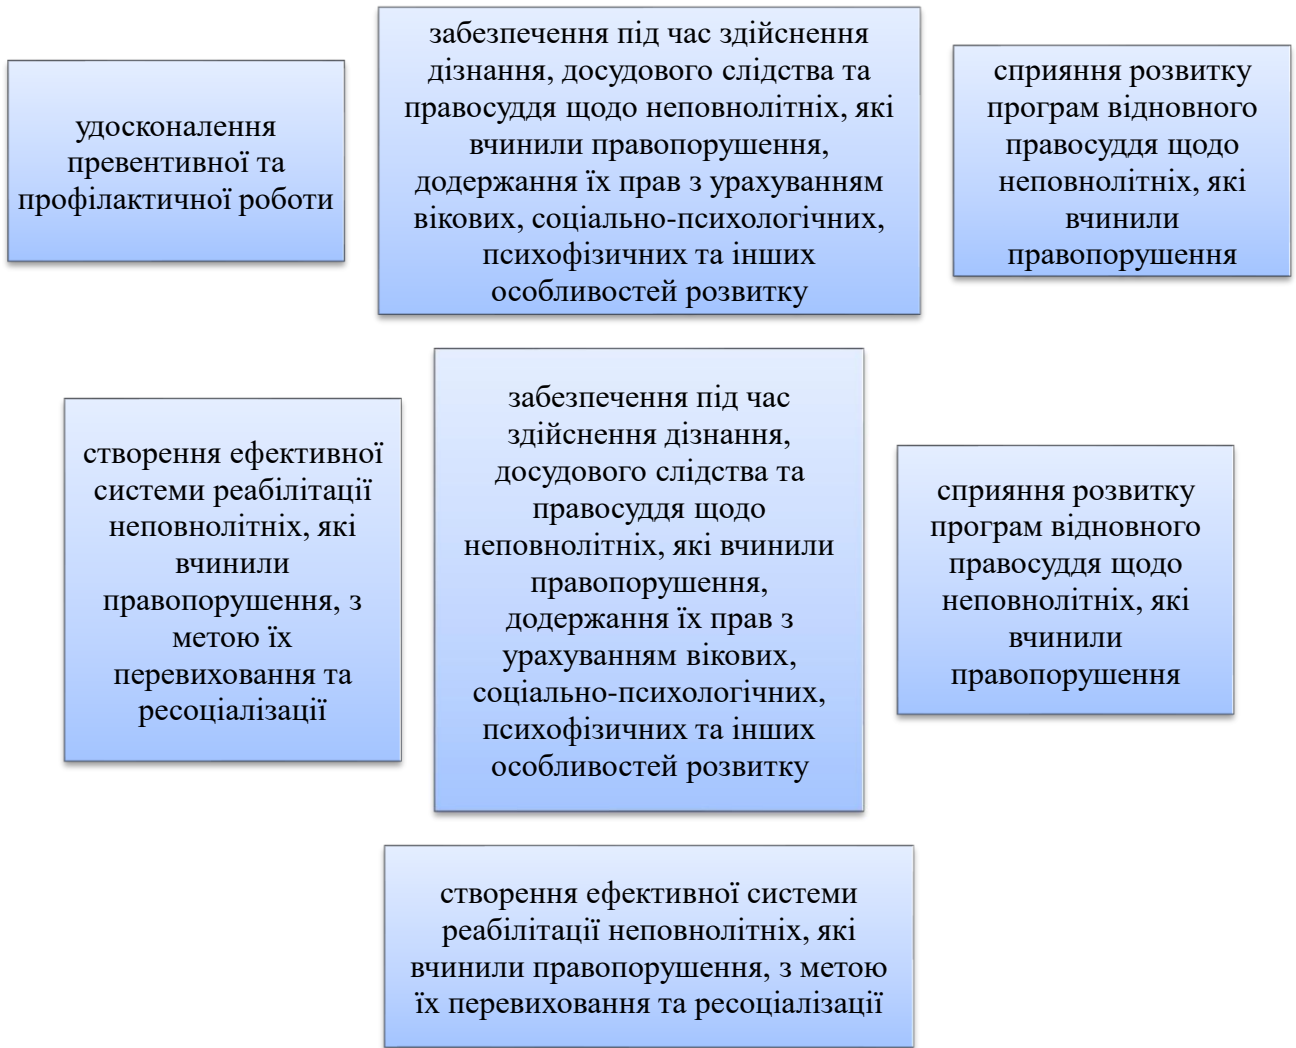 удосконалення
превентивної та
профілактичної роботи
забезпечення під час здійснення
дізнання, досудового слідства та
правосуддя щодо неповнолітніх, які
вчинили правопорушення,
додержання їх прав з урахуванням
вікових, соціально-психологічних,
психофізичних та інших
особливостей розвитку
сприяння розвитку
програм відновного
правосуддя щодо
неповнолітніх, які
вчинили
правопорушення
створення ефективної
системи реабілітації
неповнолітніх, які
вчинили
правопорушення, з
метою їх
перевиховання та
ресоціалізації
забезпечення під час
здійснення дізнання,
досудового слідства та
правосуддя щодо
неповнолітніх, які вчинили
правопорушення,
додержання їх прав з
урахуванням вікових,
соціально-психологічних,
психофізичних та інших
особливостей розвитку
сприяння розвитку
програм відновного
правосуддя щодо
неповнолітніх, які
вчинили
правопорушення
створення ефективної системи
реабілітації неповнолітніх, які
вчинили правопорушення, з метою
їх перевиховання та ресоціалізації